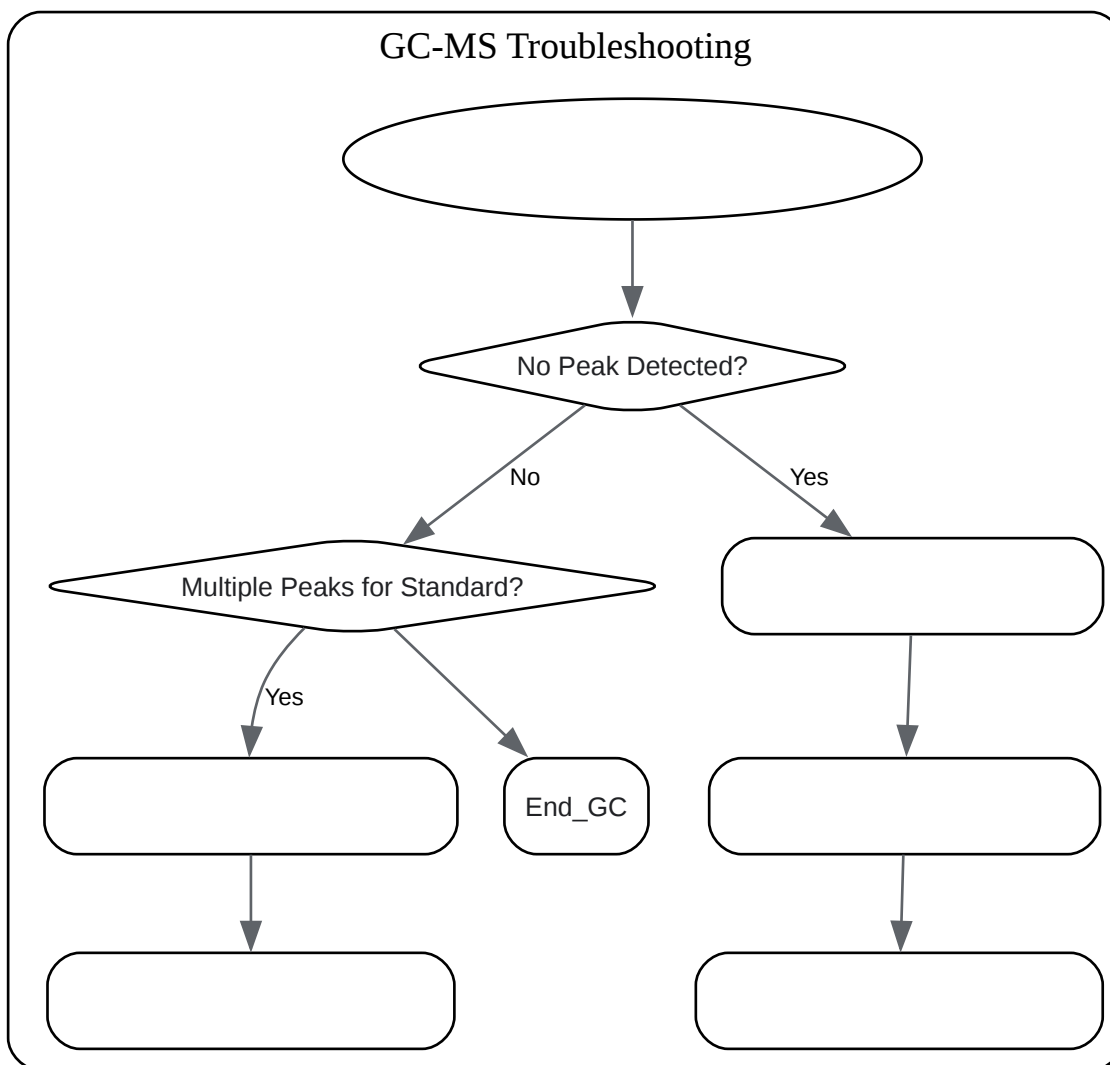 GC-MS Troubleshooting
No Peak Detected?
No
Yes
Multiple Peaks for Standard?
Yes
End_GC